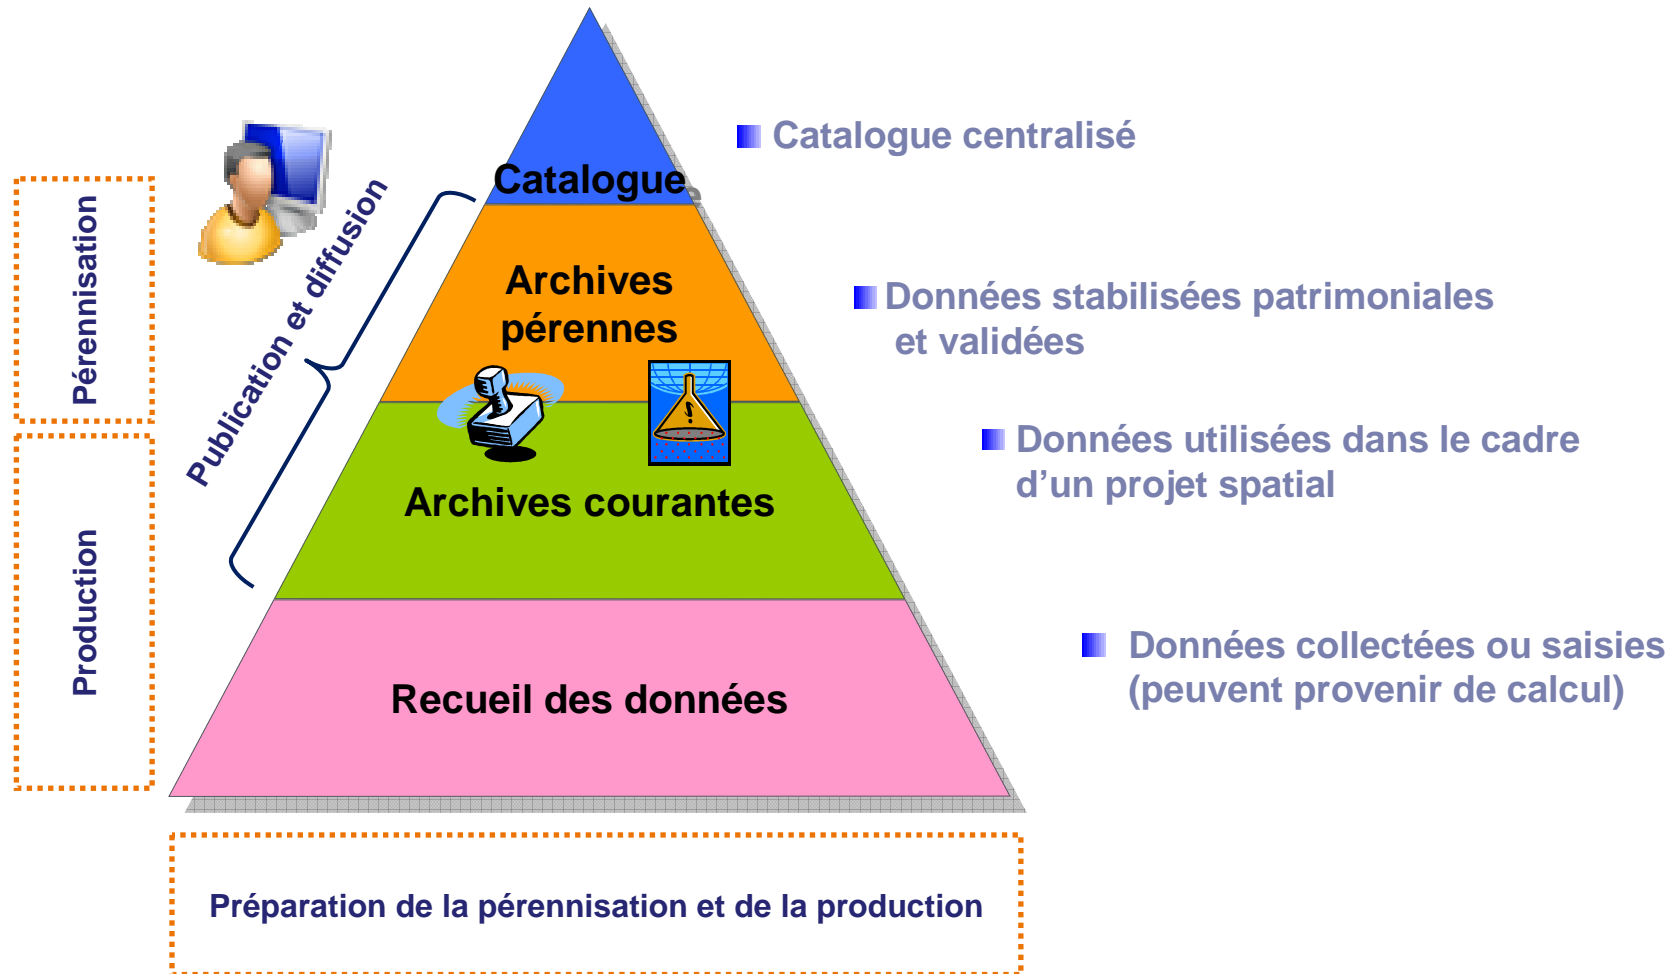 Catalogue centralisé
Catalogue
Pérennisation
Publication et diffusion
Archives
pérennes
Données stabilisées patrimoniales
et validées
Données utilisées dans le cadre
d’un projet spatial
Archives courantes
Production
Données collectées ou saisies
(peuvent provenir de calcul)
Recueil des données
Préparation de la pérennisation et de la production